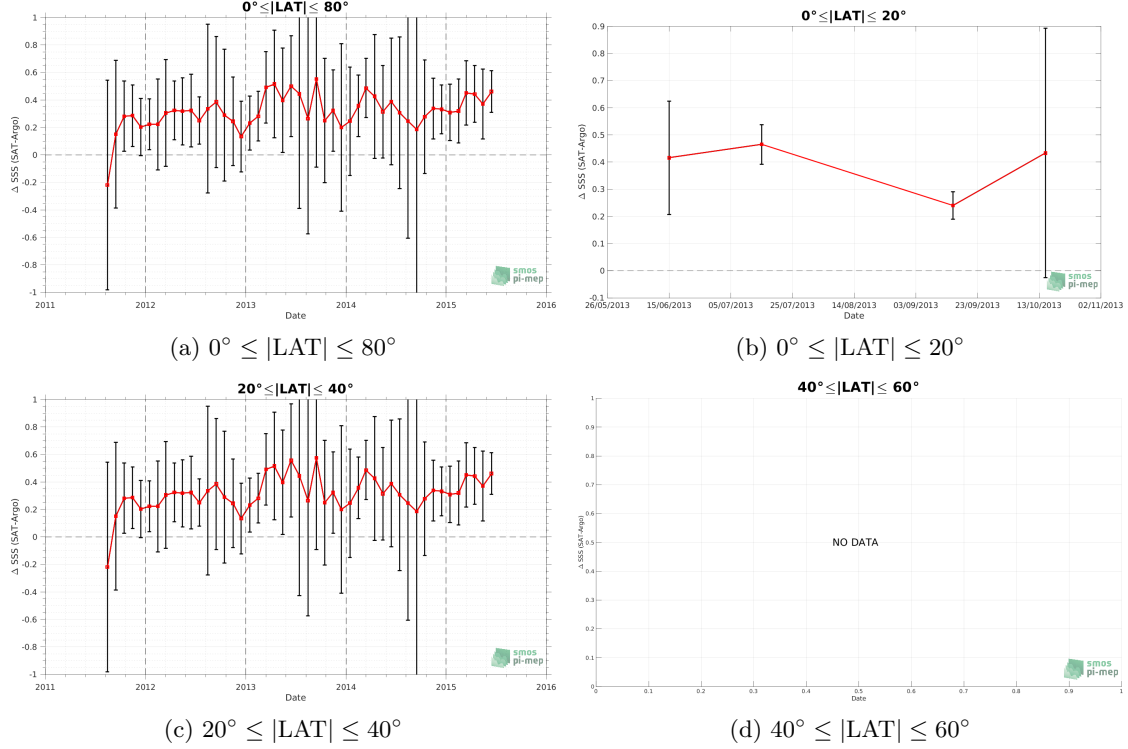 0°≤|LAT|≤ 80°
Δ SSS (SAT-Argo)
1
0.8
0.6
0.4
0.2
0
-0.2
-0.4
-0.6
-0.8
-1
2011 2012 2013 2014 2015 2016
Date
smos
pi-mep
(a) 0° ≤ |LAT| ≤ 80°
0°≤|LAT|≤ 20°
Δ SSS (SAT-Argo)
0.9
0.8
0.7
0.6
0.5
0.4
0.3
0.2
0.1
0
-0.1
26/05/2013 15/06/2013 05/07/2013 25/07/2013 14/08/2013 03/09/2013 23/09/2013 13/10/2013 02/11/2013
Date
smos
pi-mep
(b) 0° ≤ |LAT| ≤ 20°
20°≤|LAT|≤ 40°
Δ SSS (SAT-Argo)
1
0.8
0.6
0.4
0.2
0
-0.2
-0.4
-0.6
-0.8
-1
2011 2012 2013 2014 2015 2016
Date
smos
pi-mep
(c) 20° ≤ |LAT| ≤ 40°
40°≤|LAT|≤ 60°
Δ SSS (SAT-Argo)
1
0.9
0.8
0.7
0.6
0.5
0.4
0.3
0.2
0.1
0
NO DATA
0 0.1 0.2 0.3 0.4 0.5 0.6 0.7 0.8 0.9 1
Date
smos
pi-mep
(d) 40° ≤ |LAT| ≤ 60°